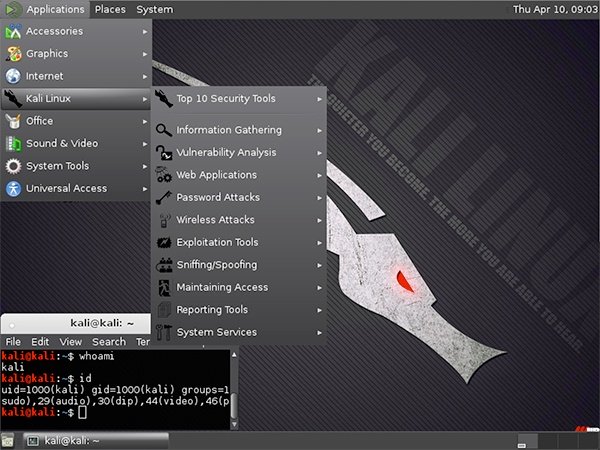 Applications Places System Thu Apr 10, 09:03
Accessories
Graphics
Internet
Kali Linux
Office
Sound & Video
System Tools
Universal Access
Top 10 Security Tools
Information Gathering
Vulnerability Analysis
Web Applications
Password Attacks
Wireless Attacks
Exploitation Tools
Sniffing/Spoofing
Maintaining Access
Reporting Tools
System Services
KALI LINUX
THE QUIETER YOU BECOME, THE MORE YOU ARE ABLE TO HEAR.
kali@kali: ~
File Edit View Search Ter
kali@kali:~$ whoami
kali
kali@kali:~$ id
uid=1000(kali) gid=1000(kali) groups=1
sudo),29(audio),30(dip),44(video),46(p
kali@kali:~$
kali@kali: ~